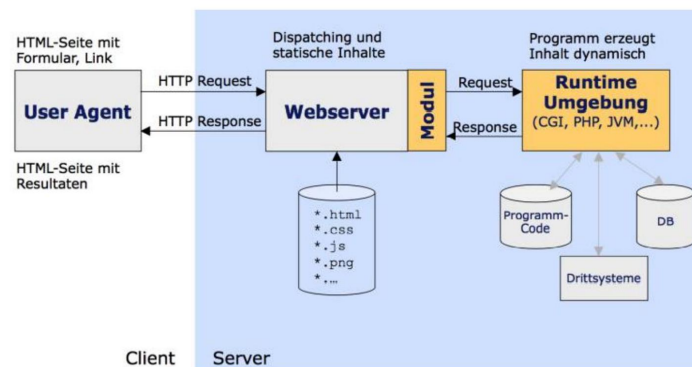 HTML-Seite mit
Formular, Link
User Agent
HTML-Seite mit
Resultaten
HTTP Request
HTTP Response
Dispatching und
statische Inhalte
Webserver
Modul
*.html
*.css
*.js
*.png
*.…
Request
Response
Programm erzeugt
Inhalt dynamisch
Runtime
Umgebung
(CGI, PHP, JVM,...)
Programm-
Code
DB
Drittsysteme
Client
Server